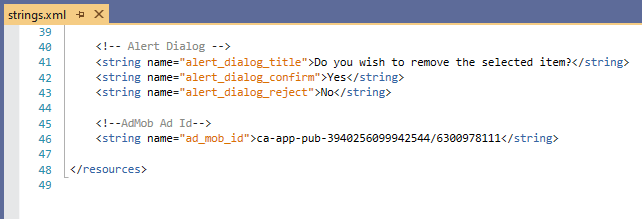 strings.xml
39
40 <!-- Alert Dialog -->
41 <string name="alert_dialog_title">Do you wish to remove the selected item?</string>
42 <string name="alert_dialog_confirm">Yes</string>
43 <string name="alert_dialog_reject">No</string>
44
45 <!--AdMob Ad Id-->
46 <string name="ad_mob_id">ca-app-pub-3940256099942544/6300978111</string>
47
48 </resources>
49